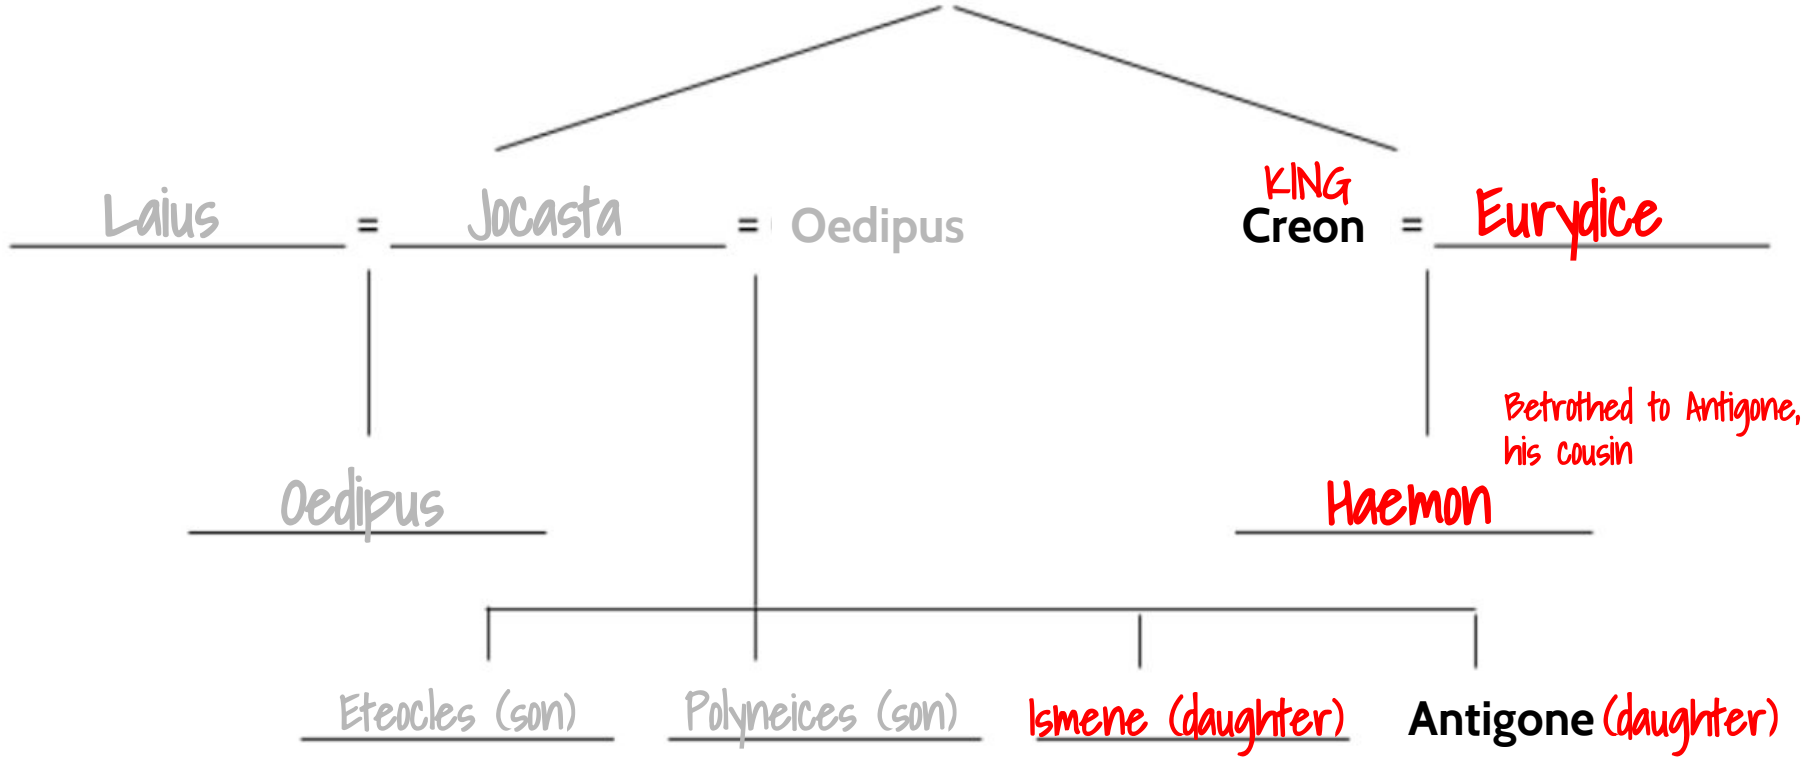 KING
Laius = Jocasta = Oedipus Creon = Eurydice
Betrothed to Antigone,
his cousin
Oedipus Haemon
Eteocles (son) Polyneices (son) Ismene (daughter) Antigone (daughter)